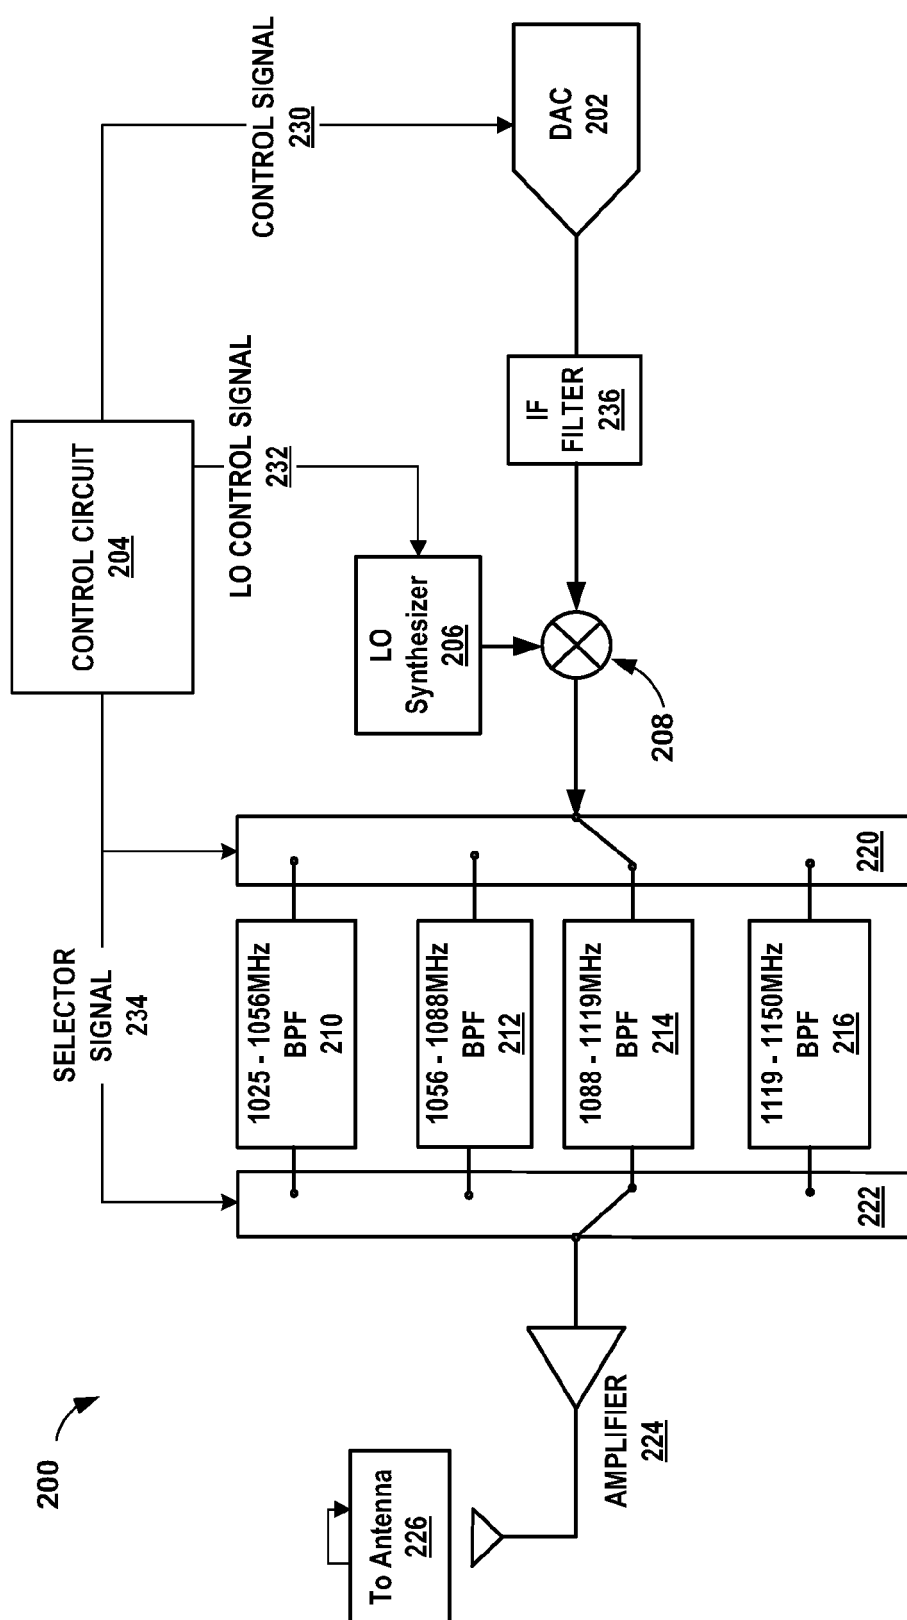 200
CONTROL CIRCUIT
204
CONTROL SIGNAL
230
LO CONTROL SIGNAL
232
SELECTOR
SIGNAL
234
DAC
202
IF
FILTER
236
LO
Synthesizer
206
208
220
1025 - 1056MHz
BPF
210
1056 - 1088MHz
BPF
212
1088 - 1119MHz
BPF
214
1119 - 1150MHz
BPF
216
222
AMPLIFIER
224
To Antenna
226